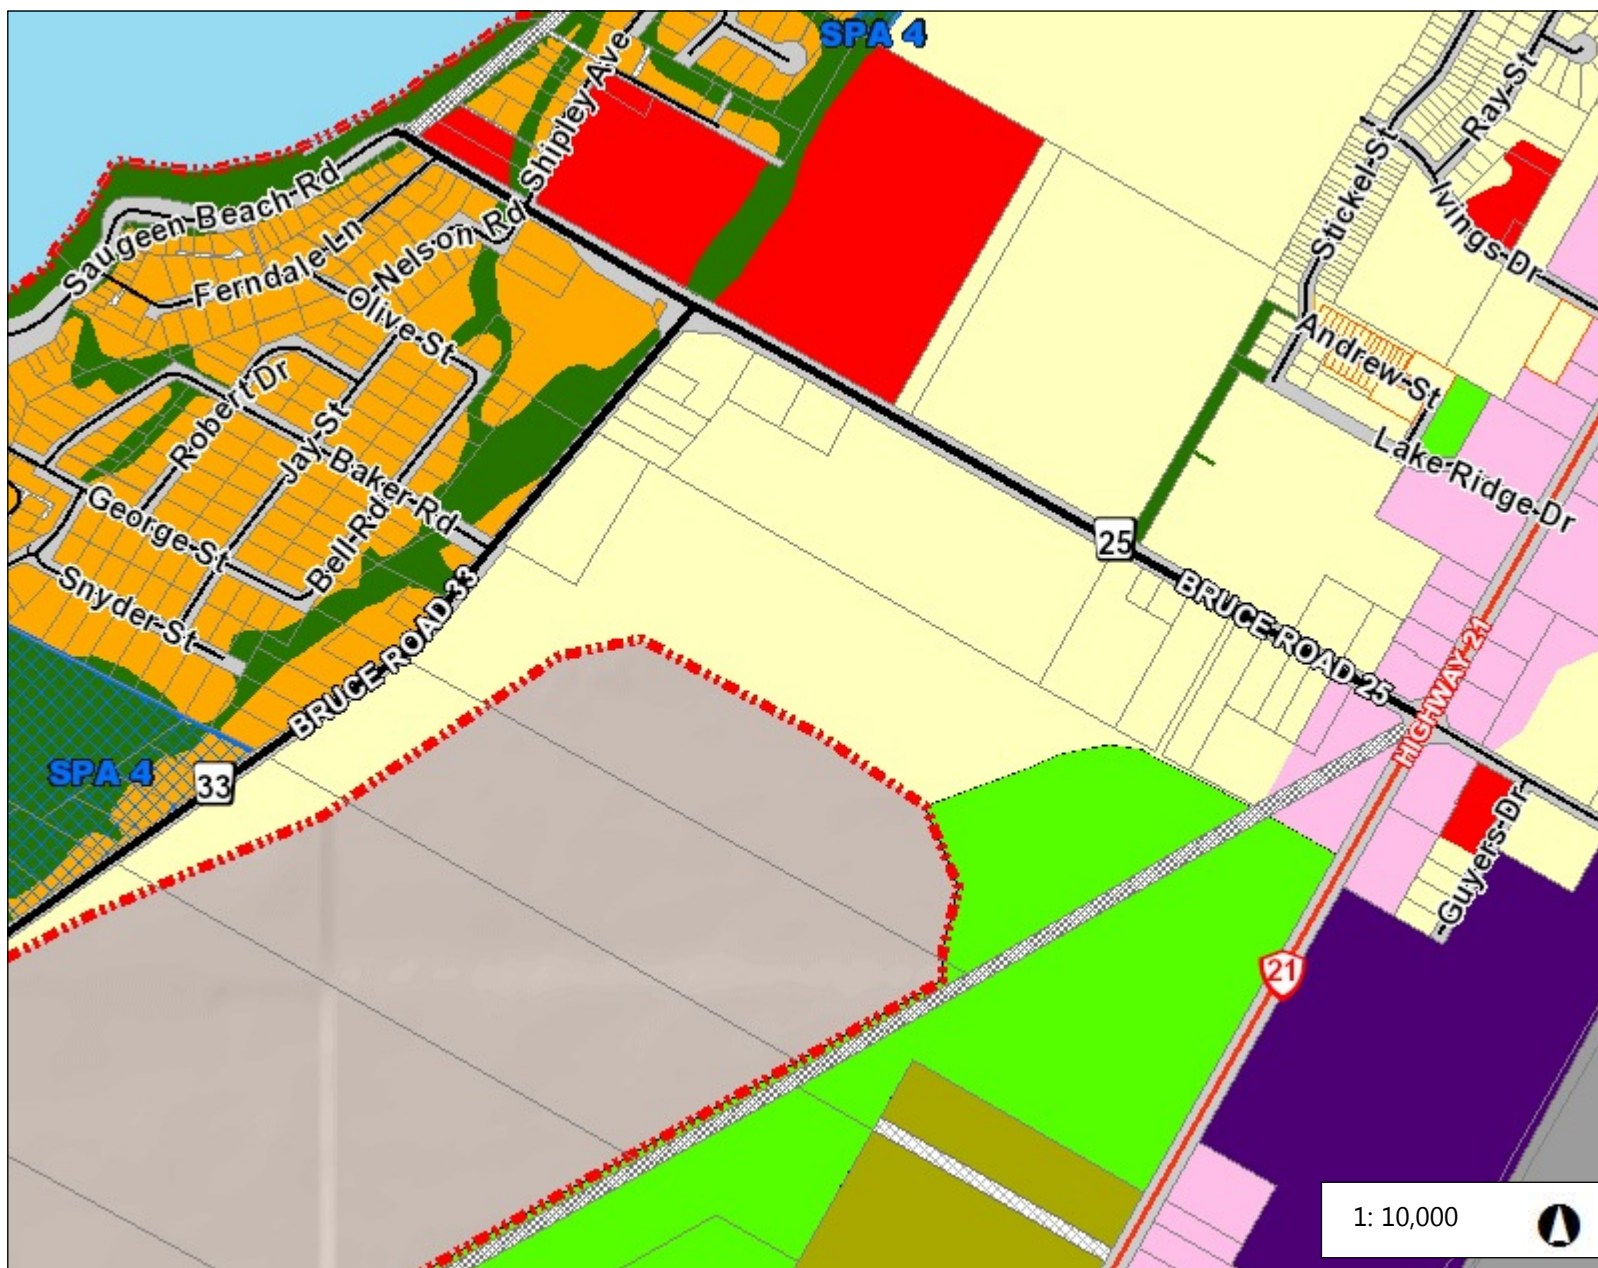 SPA 4
Shipley Ave
Ray St
Saugeen Beach Rd
Stickel St
Ivings Dr
Ferndale Ln
Nelson Rd
Olive St
Andrew St
Robert Dr
Jay St
Lake Ridge Dr
Baker Rd
George St
Bell Rd
25
BRUCE ROAD 25
Snyder St
BRUCE ROAD 33
HIGHWAY 21
SPA 4
33
Guyers Dr
21
1: 10,000